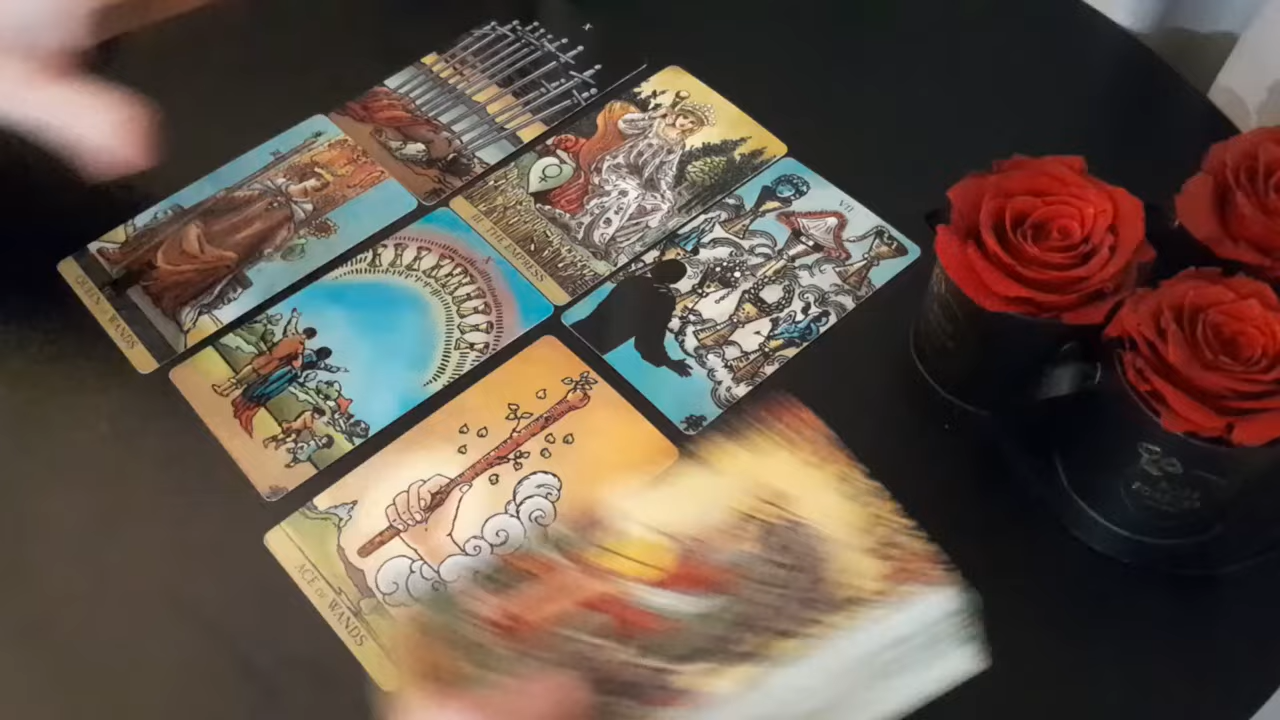 X
III THE EMPRESS
VII
QUEEN OF WANDS
X
ACE OF WANDS